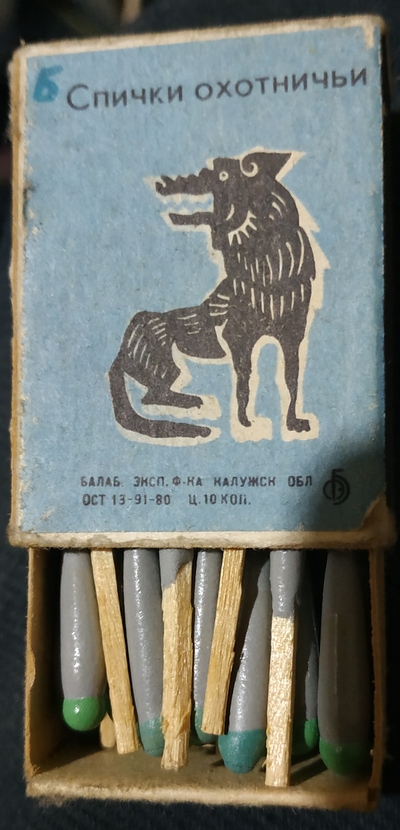 Б Спички охотничьи
БАЛАБ. ЭКСП. Ф-КА КАЛУЖСК ОБЛ
ОСТ 13-91-80 Ц. 10 КОП.